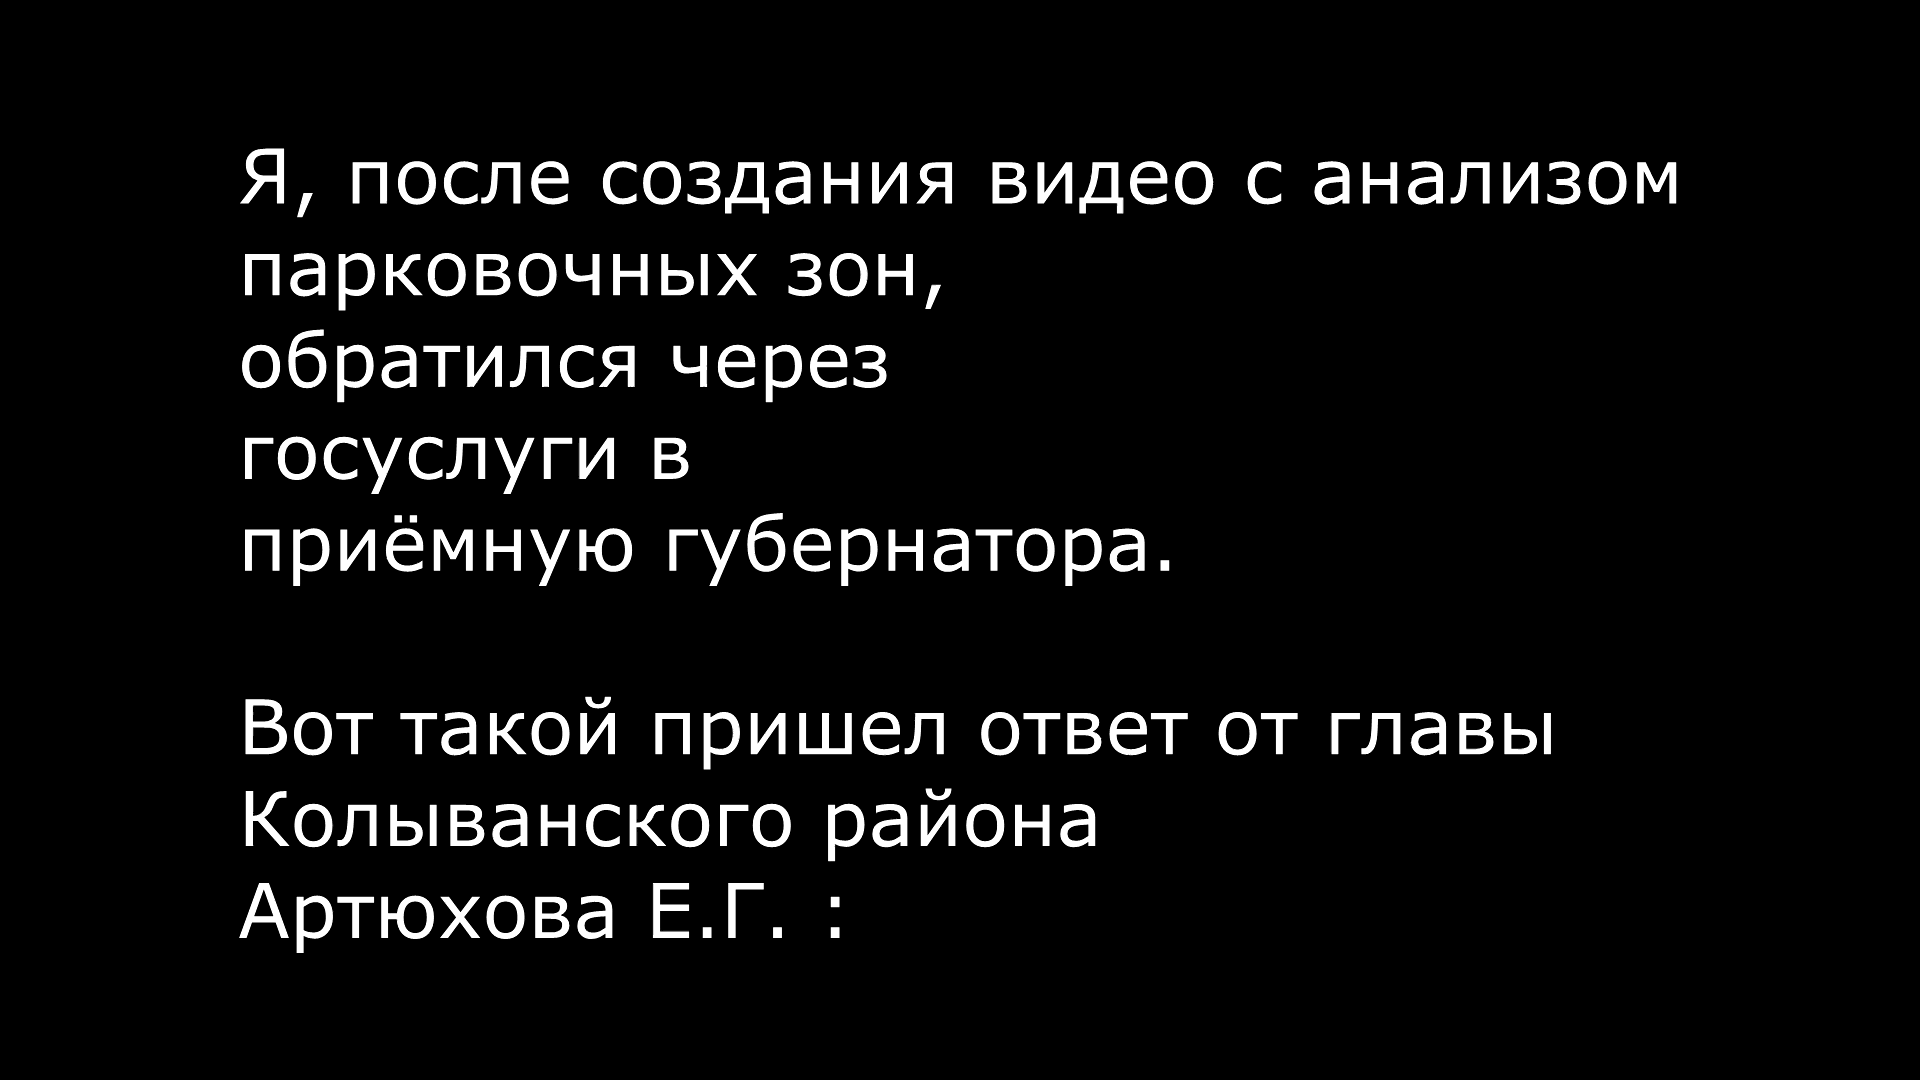 Я, после создания видео с анализом
парковочных зон,
обратился через
госуслуги в
приёмную губернатора.
Вот такой пришел ответ от главы
Колыванского района
Артюхова Е.Г. :